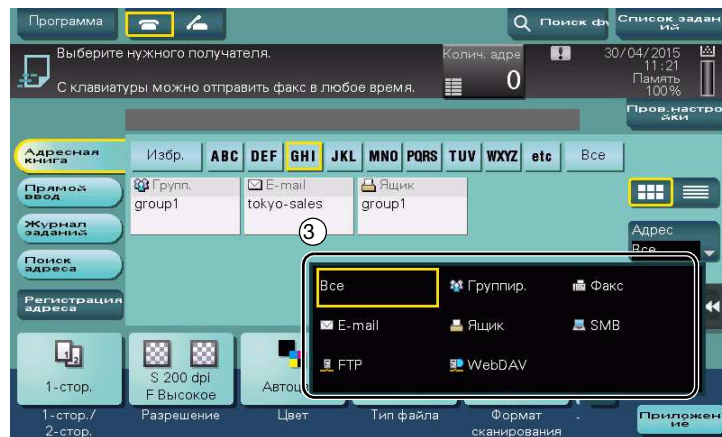 Программа
Поиск фу
Список задан
ия
Выберите нужного получателя.
С клавиатуры можно отправить факс в любое время.
Колич. адре
0
30/04/2015
11:21
Память
100%
Пров.настро
йки
Адресная
книга
Избр.
ABC
DEF
GHI
JKL
MNO
PQRS
TUV
WXYZ
etc
Все
Прямой
ввод
Групп.
group1
E-mail
tokyo-sales
Ящик
group1
Журнал
заданий
Адрес
Все
3
Поиск
адреса
Регистрация
адреса
Все
Группир.
Факс
E-mail
Ящик
SMB
FTP
WebDAV
1-стор.
S 200 dpi
F Высокое
Автоц
1-стор./
2-стор.
Разрешение
Цвет
Тип файла
Формат
сканирования
Приложен
ие